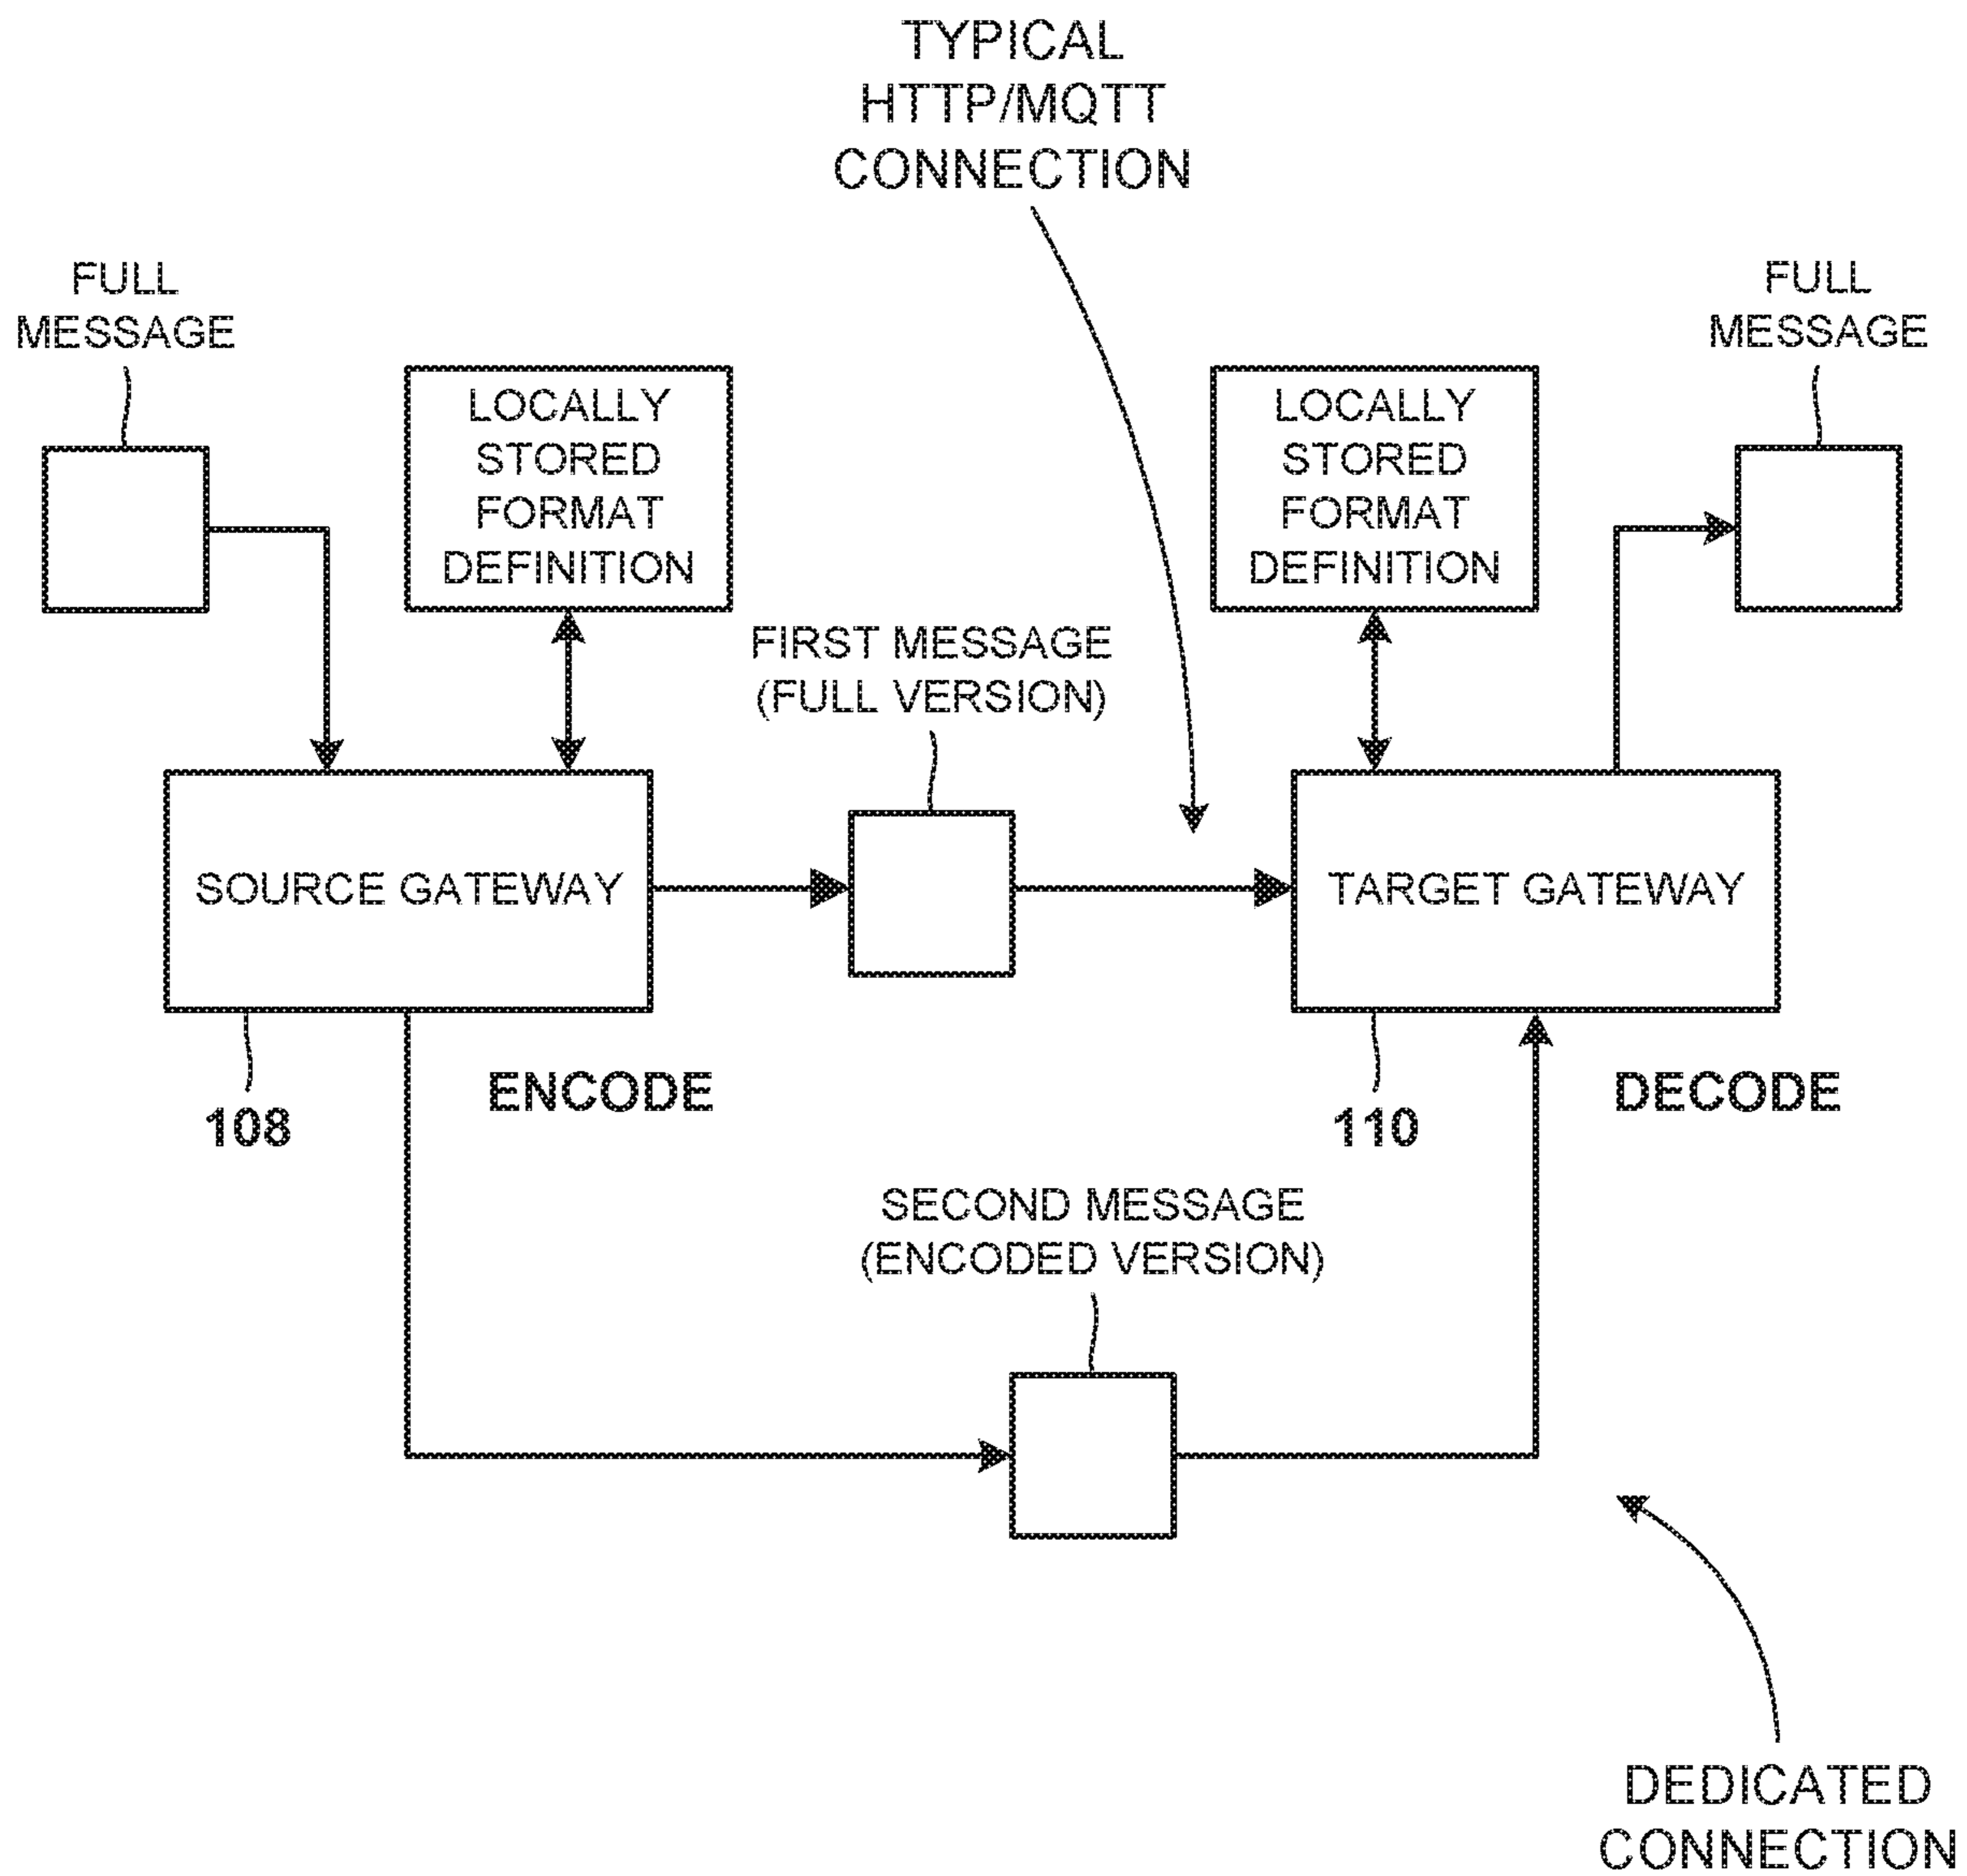 TYPICAL
HTTP/MQTT
CONNECTION
FULL
MESSAGE
FULL
MESSAGE
LOCALLY
STORED
FORMAT
DEFINITION
LOCALLY
STORED
FORMAT
DEFINITION
FIRST MESSAGE
(FULL VERSION)
SOURCE GATEWAY
TARGET GATEWAY
108
ENCODE
110
DECODE
SECOND MESSAGE
(ENCODED VERSION)
DEDICATED
CONNECTION